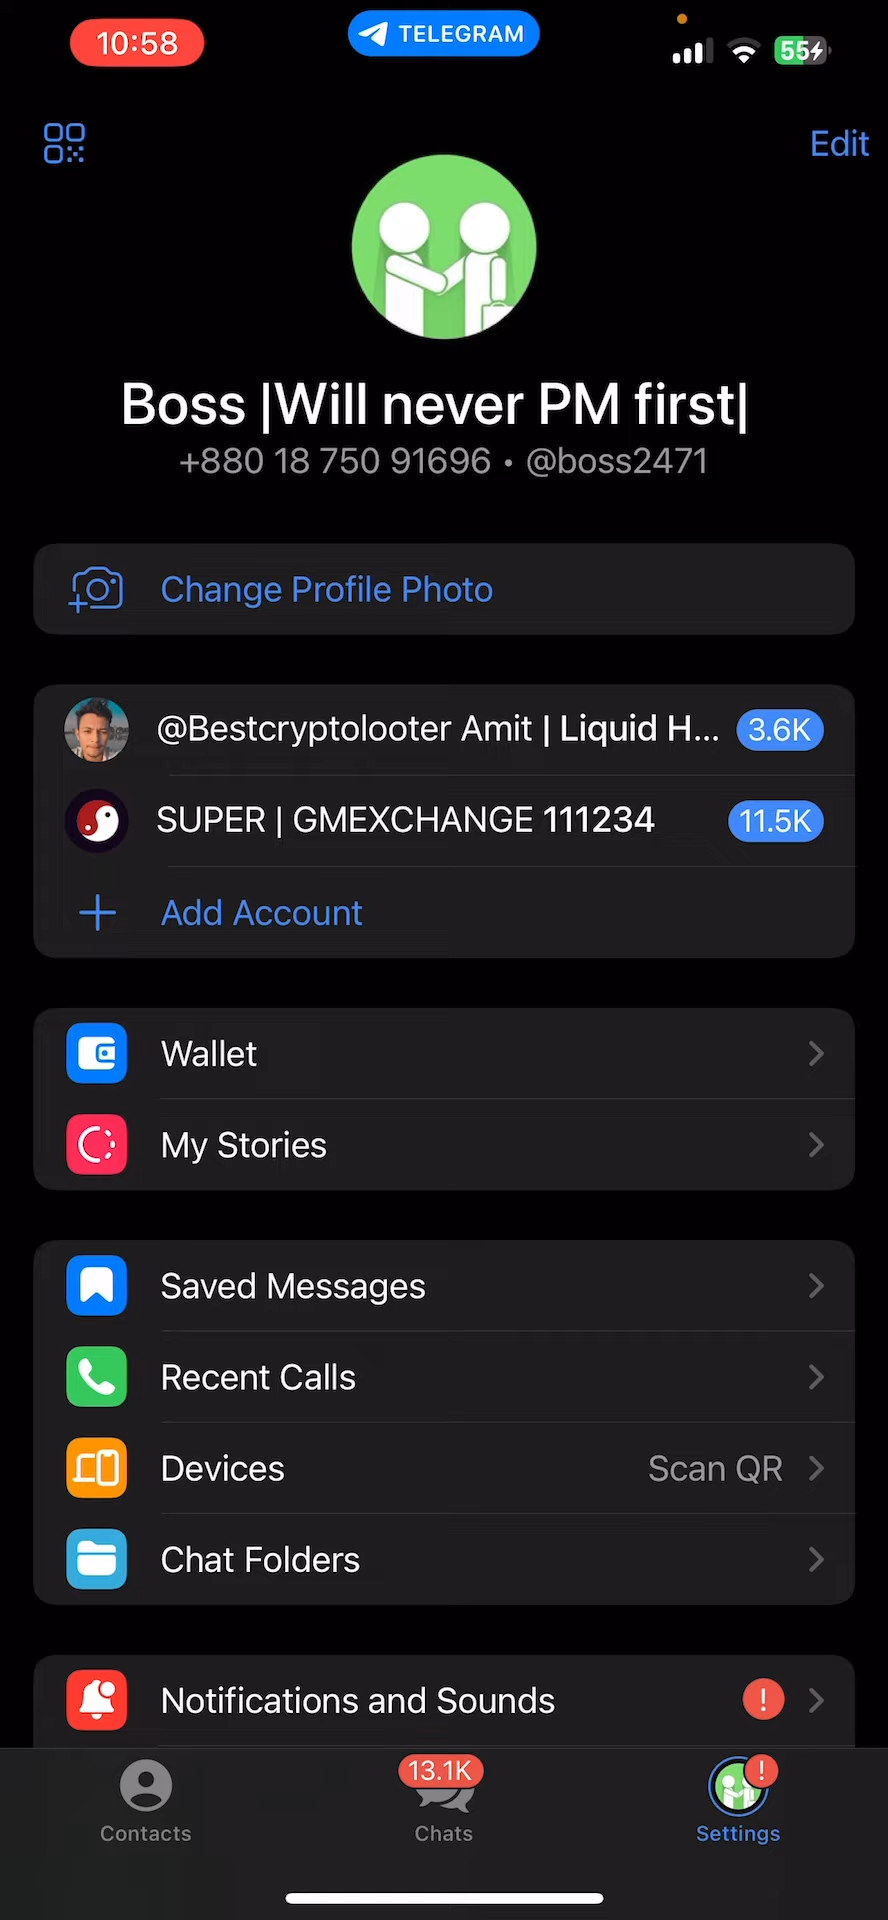 10:58
TELEGRAM
55
Edit
Boss |Will never PM first|
+880 18 750 91696 • @boss2471
Change Profile Photo
@Bestcryptolooter Amit | Liquid H... 3.6K
SUPER | GMEXCHANGE 111234 11.5K
Add Account
Wallet
My Stories
Saved Messages
Recent Calls
Devices Scan QR
Chat Folders
Notifications and Sounds !
13.1K !
Contacts Chats Settings